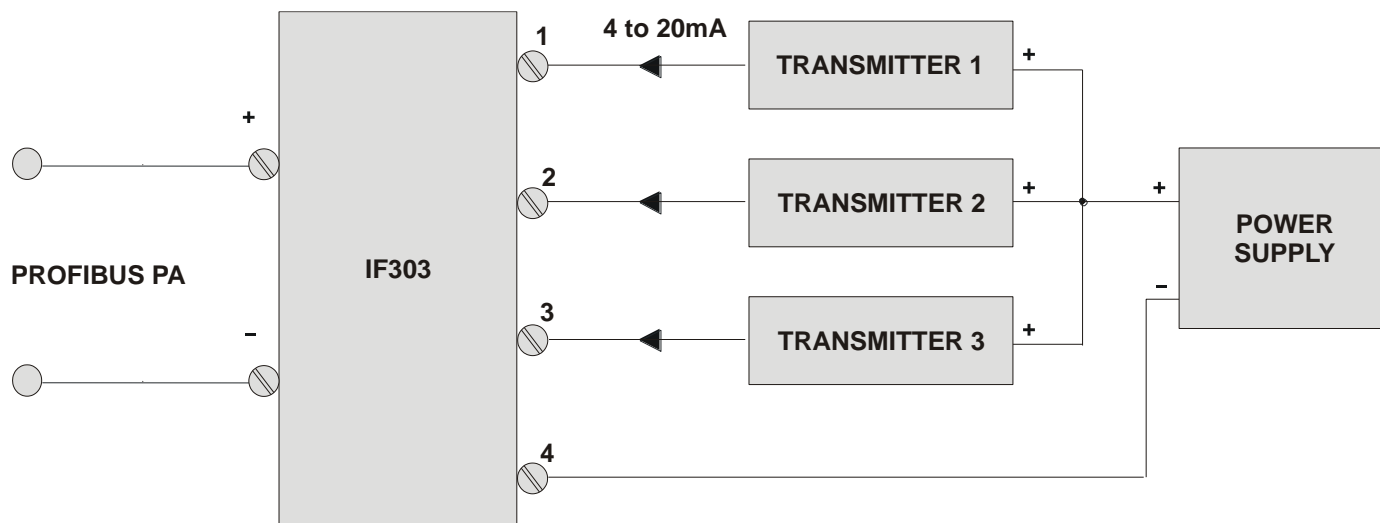 1
4 to 20mA
TRANSMITTER 1
+
+
2
TRANSMITTER 2
+
+
POWER
SUPPLY
PROFIBUS PA
IF303
−
3
TRANSMITTER 3
+
−
4